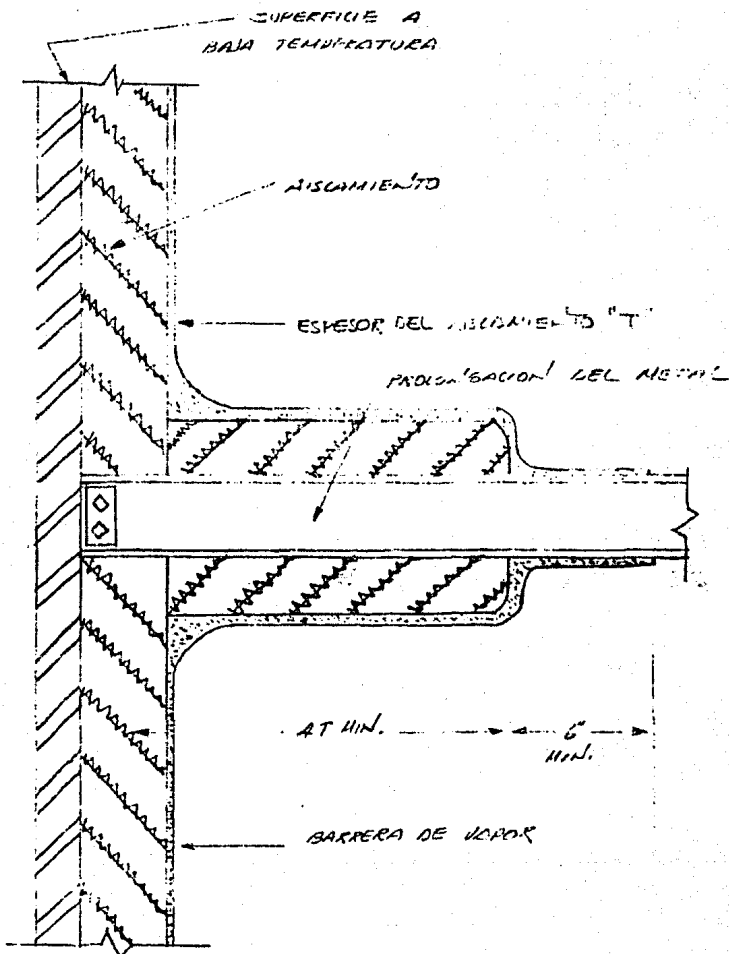 SUPERFICIE A
BAJA TEMPERATURA
AISLAMIENTO
ESPESOR DEL AISLAMIENTO "T"
PROLONGACION DEL METAL
4T MIN.
6"
MIN.
BARRERA DE VAPOR